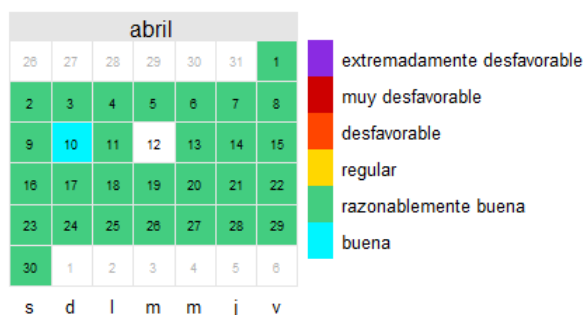 abril
26 27 28 29 30 31 1
2 3 4 5 6 7 8
9 10 11 12 13 14 15
16 17 18 19 20 21 22
23 24 25 26 27 28 29
30 1 2 3 4 5 6
s d l m m j v
extremadamente desfavorable
muy desfavorable
desfavorable
regular
razonablemente buena
buena